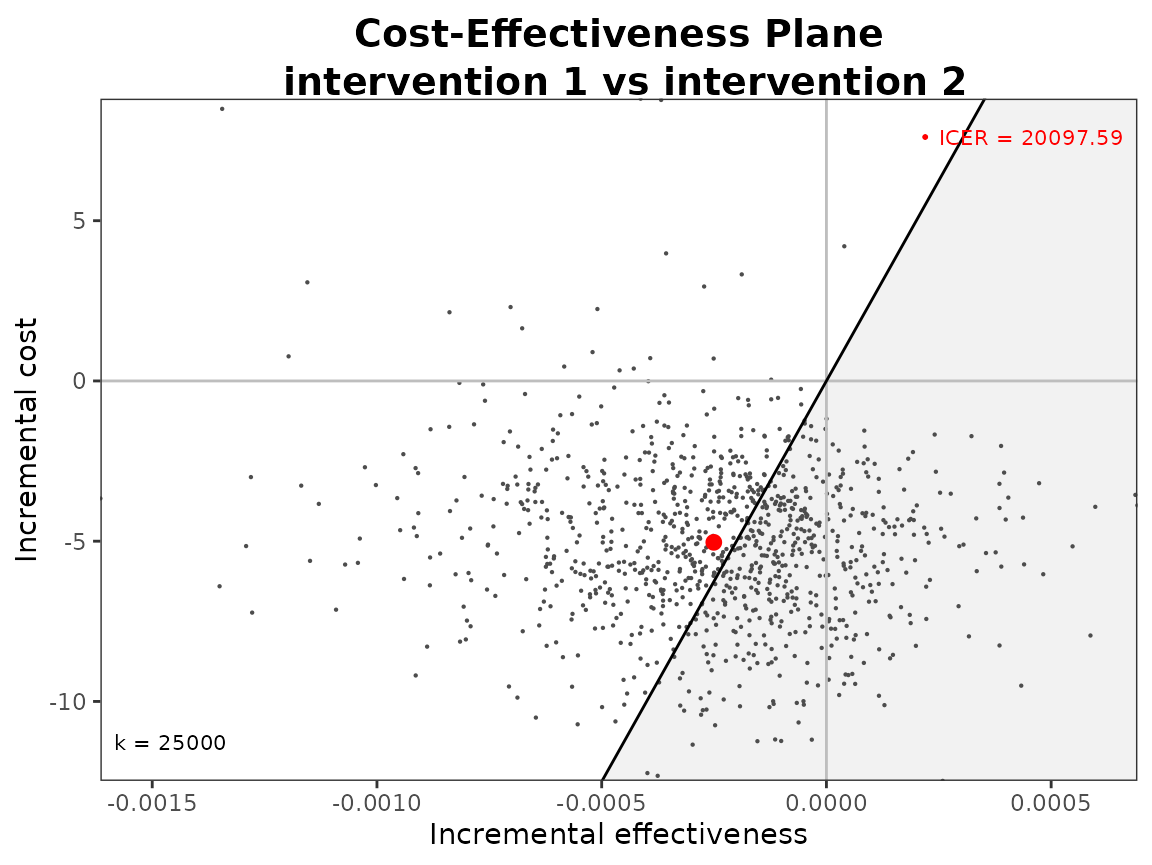 Cost-Effectiveness Plane
intervention 1 vs intervention 2
• ICER = 20097.59
Incremental cost
5
0
-5
-10
k = 25000
-0.0015 -0.0010 -0.0005 0.0000 0.0005
Incremental effectiveness